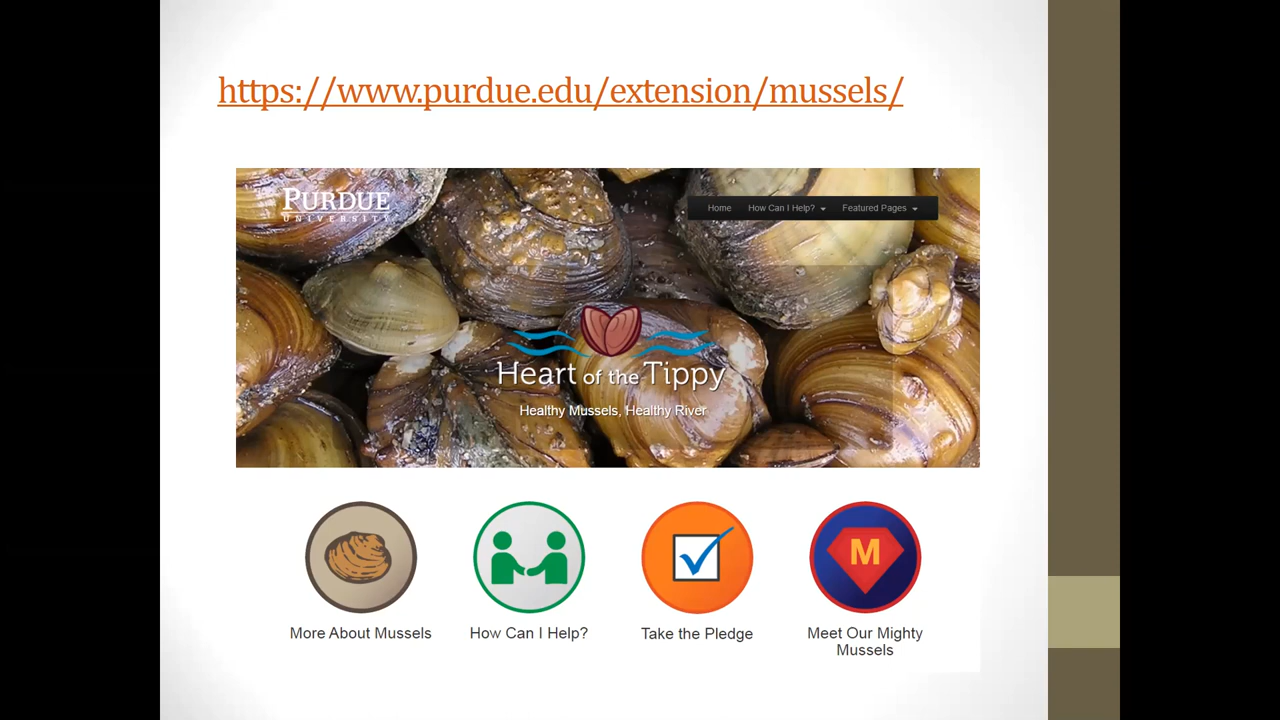 https://www.purdue.edu/extension/mussels/
PURDUE
UNIVERSITY
Home How Can I Help? Featured Pages
Heart of the Tippy
Healthy Mussels, Healthy River
M
More About Mussels
How Can I Help?
Take the Pledge
Meet Our Mighty
Mussels